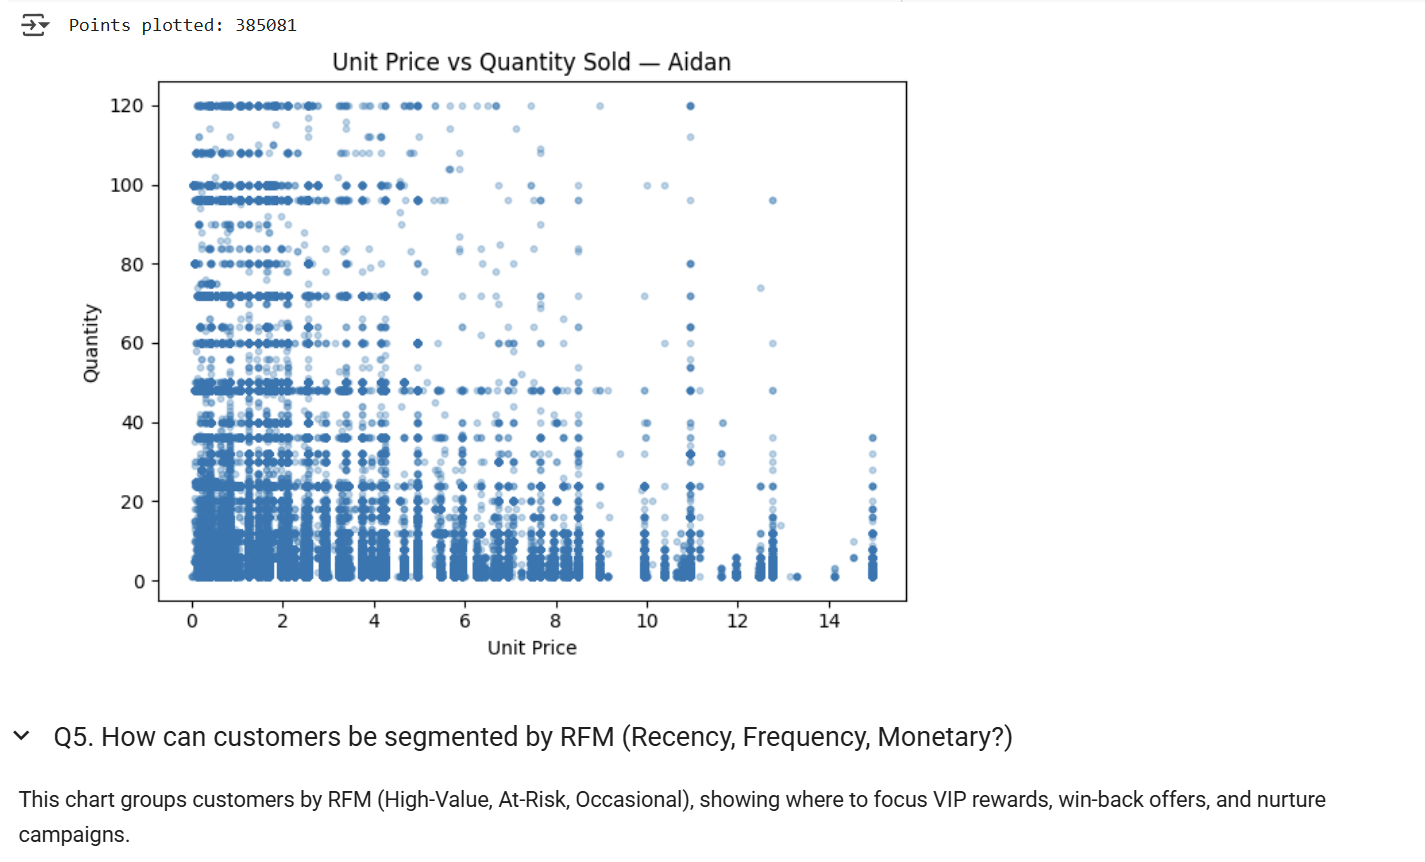 Points plotted: 385081
Unit Price vs Quantity Sold — Aidan
120
100
80
60
40
20
0
Quantity
0 2 4 6 8 10 12 14
Unit Price
Q5. How can customers be segmented by RFM (Recency, Frequency, Monetary?)
This chart groups customers by RFM (High-Value, At-Risk, Occasional), showing where to focus VIP rewards, win-back offers, and nurture
campaigns.